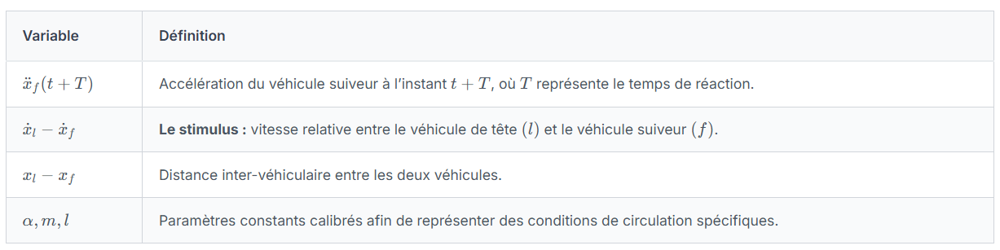 Variable Définition
ẍ_f(t + T) Accélération du véhicule suiveur à l’instant t + T, où T représente le temps de réaction.
ẋ_l − ẋ_f Le stimulus : vitesse relative entre le véhicule de tête (l) et le véhicule suiveur (f).
x_l − x_f Distance inter-véhiculaire entre les deux véhicules.
α, m, l Paramètres constants calibrés afin de représenter des conditions de circulation spécifiques.